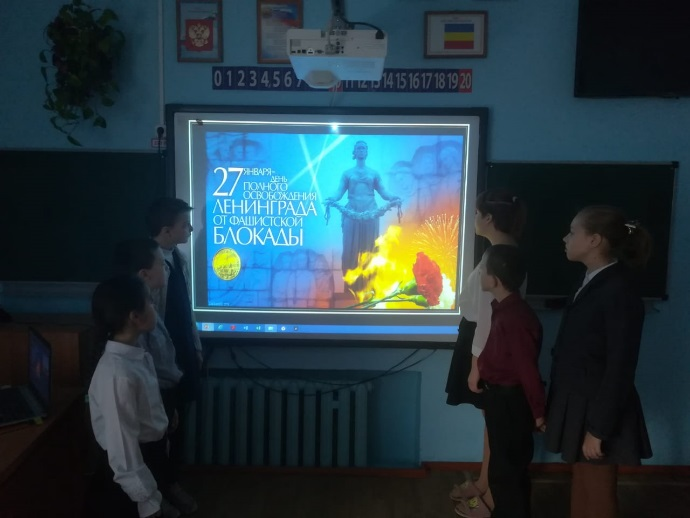 0 1 2 3 4 5 6 7
14 15 16 17 18 19 20
27 ЯНВАРЯ-
ДЕНЬ
ПОЛНОГО
ОСВОБОЖДЕНИЯ
ЛЕНИНГРАДА
ОТ ФАШИСТСКОЙ
БЛОКАДЫ